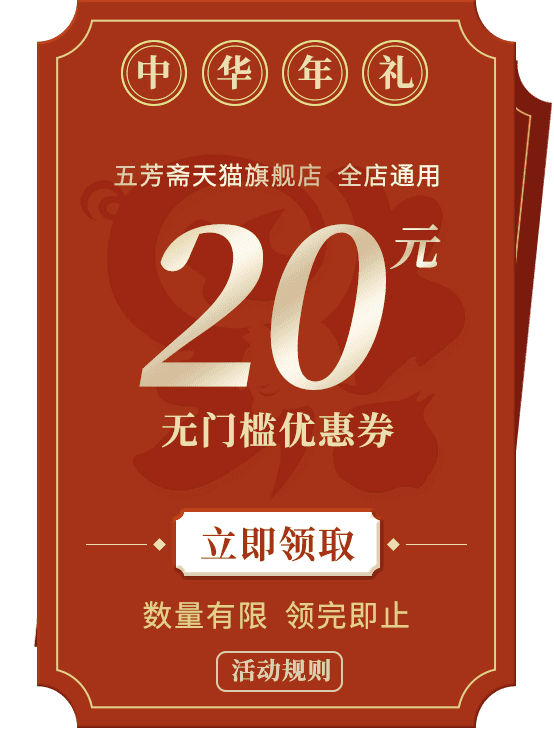 中华年礼
五芳斋天猫旗舰店 全店通用
20元
无门槛优惠券
立即领取
数量有限 领完即止
活动规则